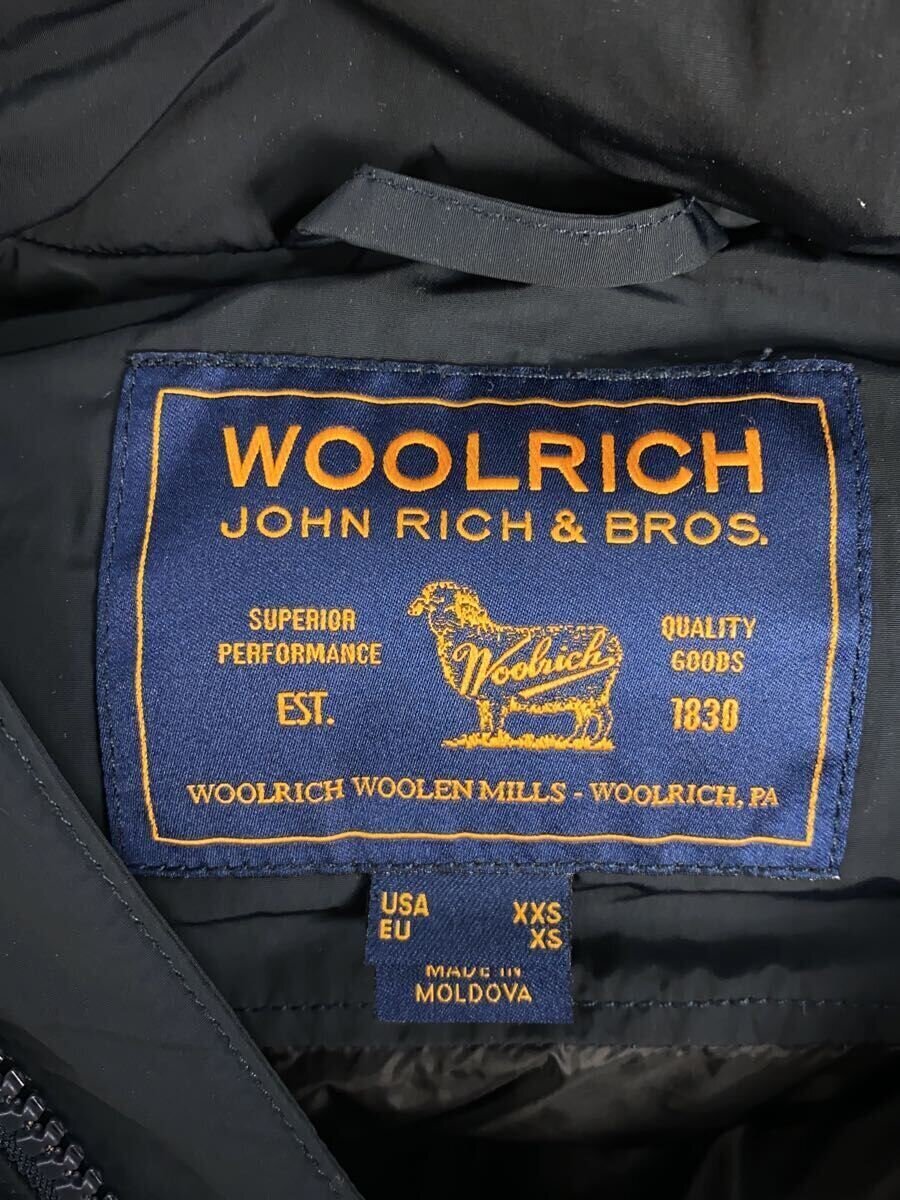 WOOLRICH
JOHN RICH & BROS.
SUPERIOR
PERFORMANCE
EST.
Woolrich
QUALITY
GOODS
1830
WOOLRICH WOOLEN MILLS - WOOLRICH, PA
USA XXS
EU XS
MADE IN
MOLDOVA